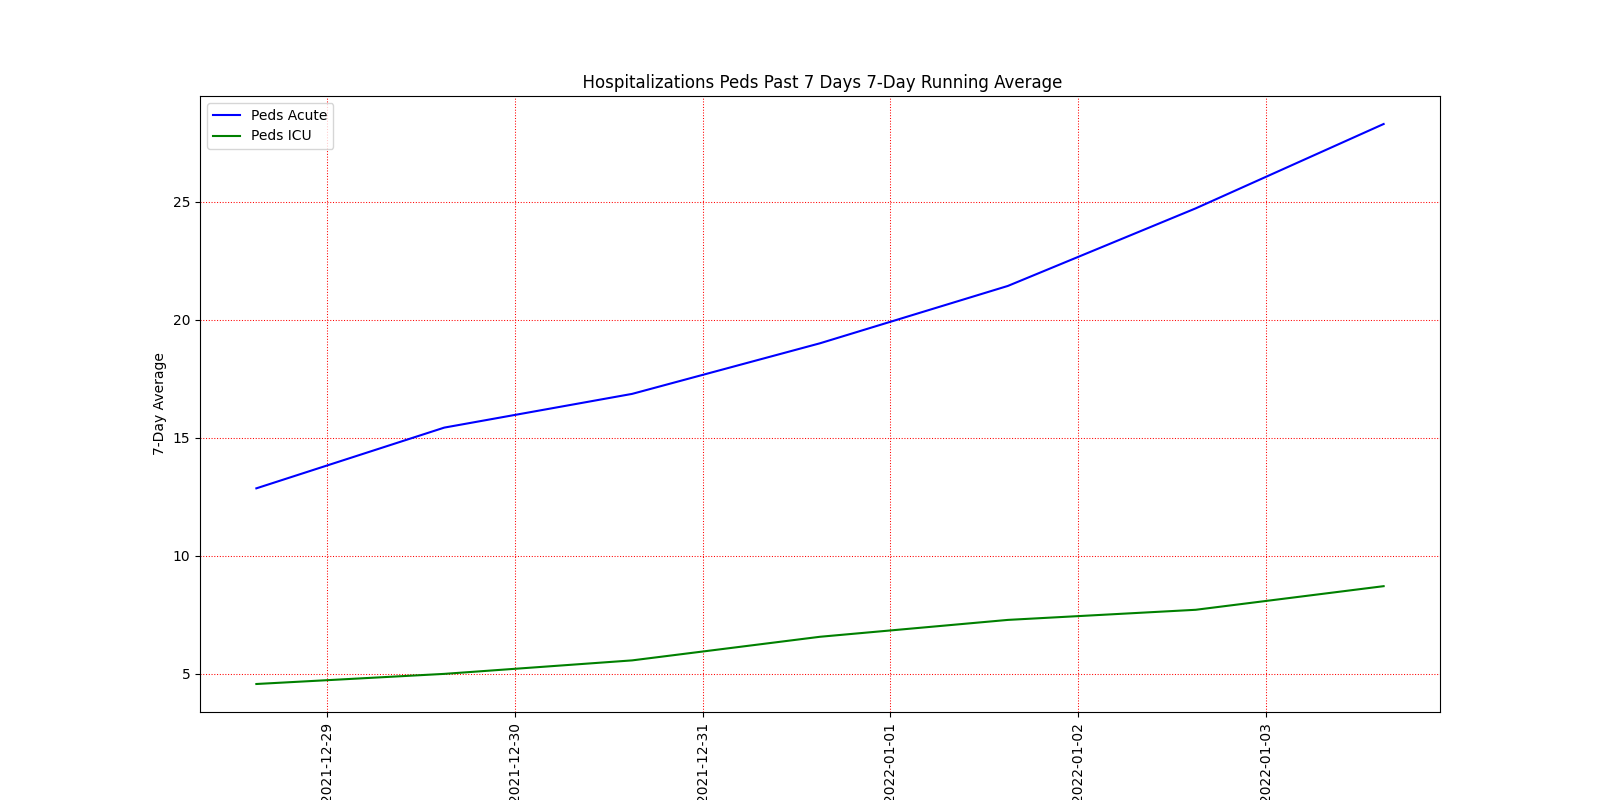 Hospitalizations Peds Past 7 Days 7-Day Running Average
Peds Acute
Peds ICU
7-Day Average
25
20
15
10
5
2021-12-29
2021-12-30
2021-12-31
2022-01-01
2022-01-02
2022-01-03